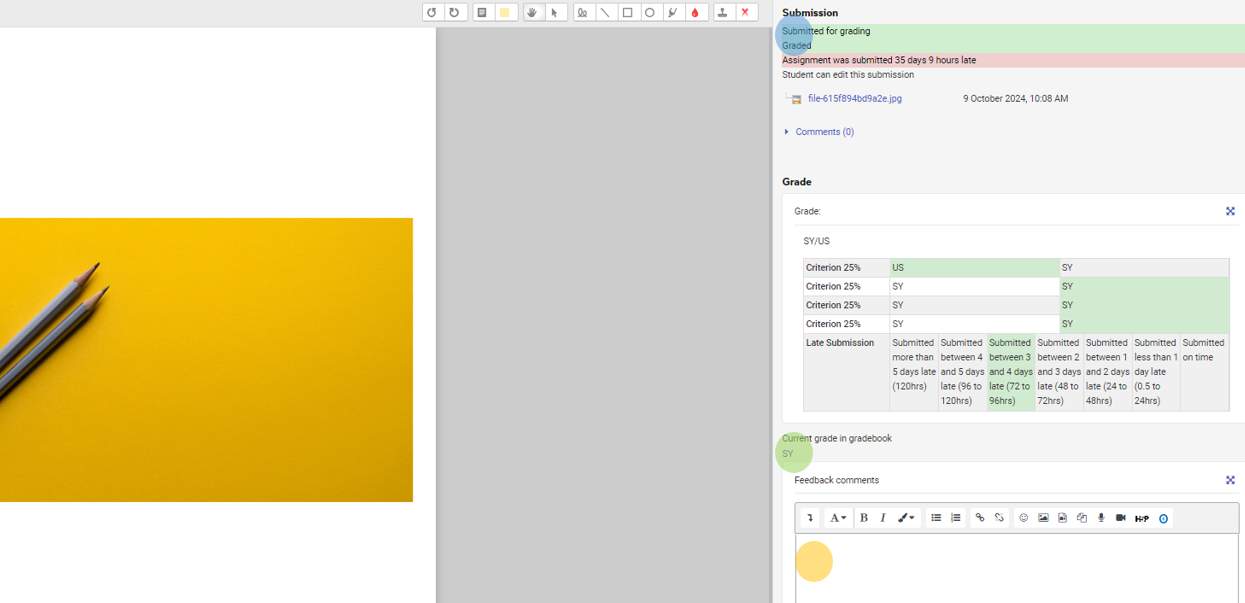 Submission
Submitted for grading
Graded
Assignment was submitted 35 days 9 hours late
Student can edit this submission
file-615f894bd9a2e.jpg 9 October 2024, 10:08 AM
Comments (0)
Grade
Grade:
SY/US
Criterion 25% US SY
Criterion 25% SY SY
Criterion 25% SY SY
Criterion 25% SY SY
Late Submission
Submitted more than 5 days late (120hrs)
Submitted between 4 and 5 days late (96 to 120hrs)
Submitted between 3 and 4 days late (72 to 96hrs)
Submitted between 2 and 3 days late (48 to 72hrs)
Submitted between 1 and 2 days late (24 to 48hrs)
Submitted less than 1 day late (0.5 to 24hrs)
Submitted on time
Current grade in gradebook
SY
Feedback comments
A B I H-P